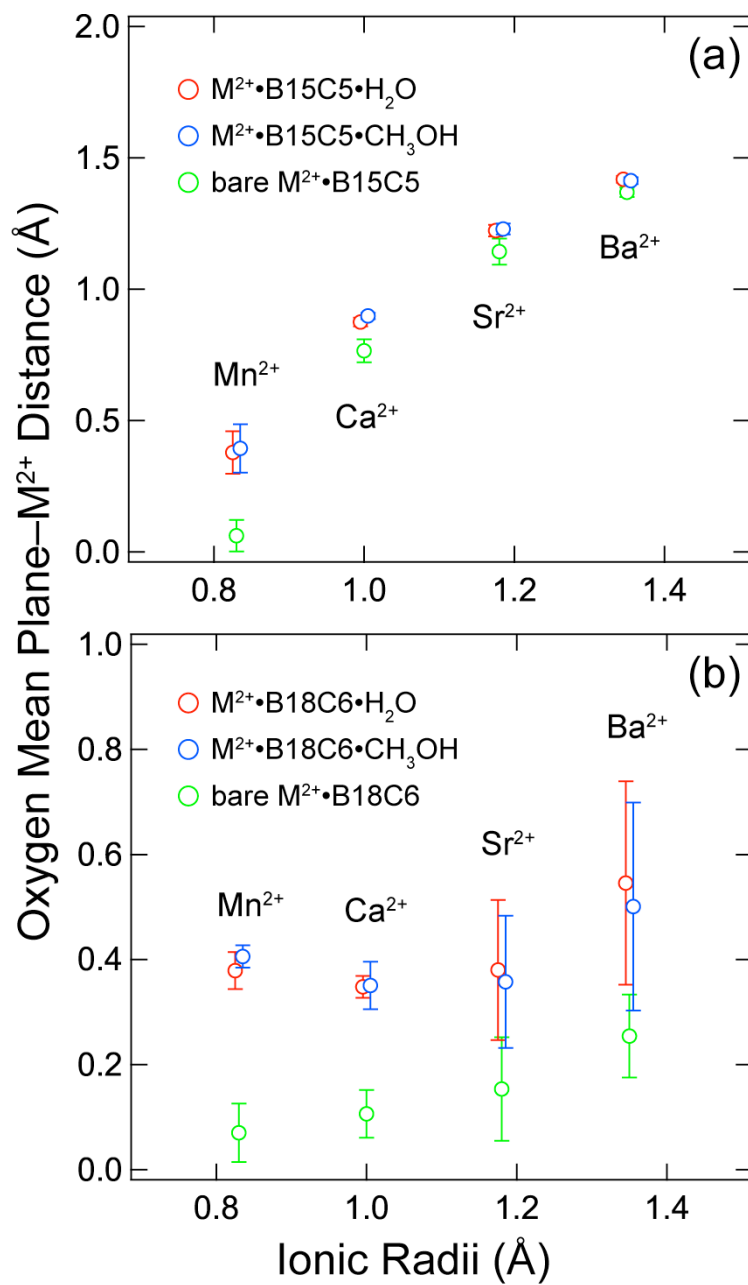 Oxygen Mean Plane–M²⁺ Distance (Å)
(a)
2.0
1.5
1.0
0.5
0.0
M²⁺•B15C5•H₂O
M²⁺•B15C5•CH₃OH
bare M²⁺•B15C5
Mn²⁺
Ca²⁺
Sr²⁺
Ba²⁺
0.8 1.0 1.2 1.4
(b)
1.0
0.8
0.6
0.4
0.2
0.0
M²⁺•B18C6•H₂O
M²⁺•B18C6•CH₃OH
bare M²⁺•B18C6
Mn²⁺
Ca²⁺
Sr²⁺
Ba²⁺
0.8 1.0 1.2 1.4
Ionic Radii (Å)